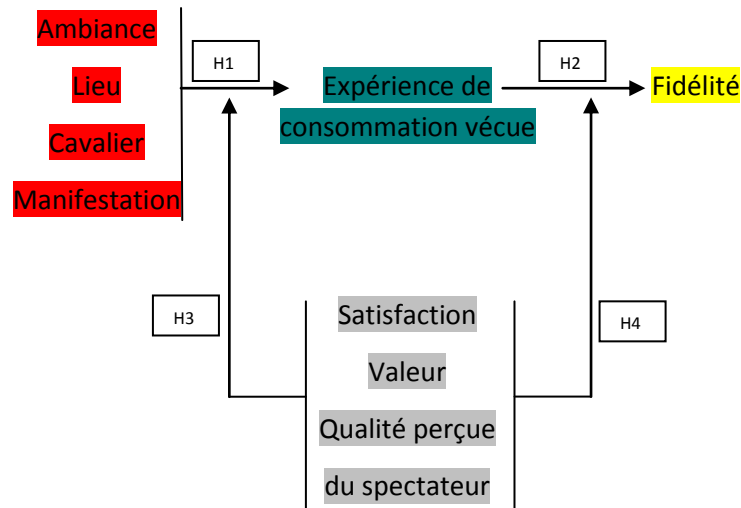 Ambiance
Lieu
Cavalier
Manifestation
H1
Expérience de
consommation vécue
H2
Fidélité
H3
Satisfaction
Valeur
Qualité perçue
du spectateur
H4